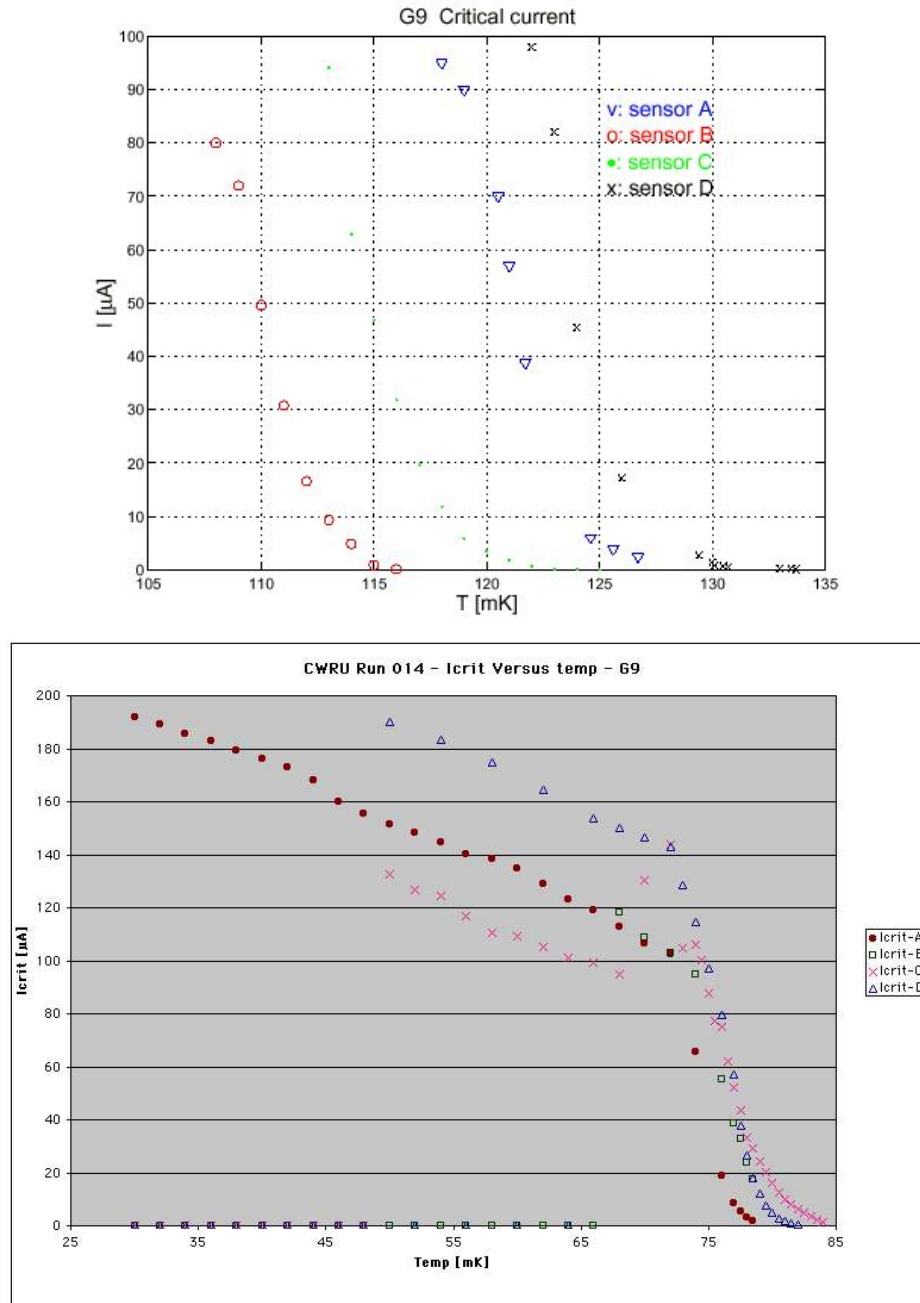 G9 Critical current
100
90
80
70
60
50
40
30
20
10
0
I [µA]
v: sensor A
o: sensor B
•: sensor C
x: sensor D
105 110 115 120 125 130 135
T [mK]
CWRU Run 014 - Icrit Versus temp - G9
200
180
160
140
120
100
80
60
40
20
0
Icrit [µA]
Icrit-A
Icrit-
Icrit-
Icrit-
25 35 45 55 65 75 85
Temp [mK]